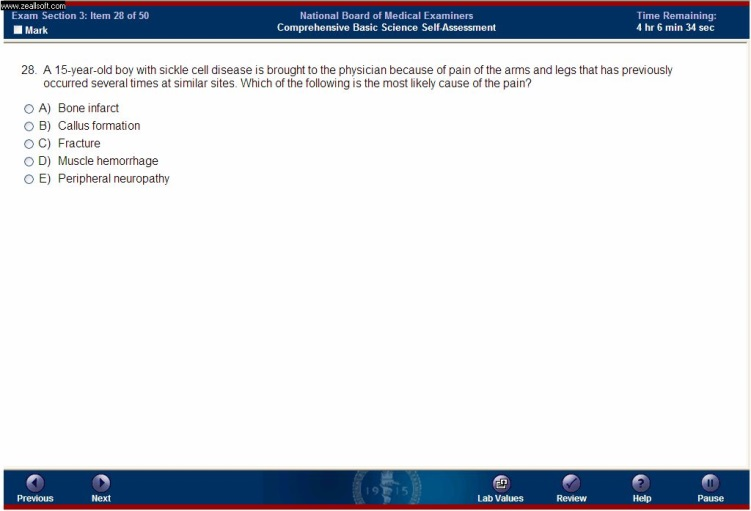 www.zeallsoft.com
Exam Section 3: Item 28 of 50
National Board of Medical Examiners
Time Remaining:
Mark
Comprehensive Basic Science Self-Assessment
4 hr 6 min 34 sec
28. A 15-year-old boy with sickle cell disease is brought to the physician because of pain of the arms and legs that has previously
occurred several times at similar sites. Which of the following is the most likely cause of the pain?
A) Bone infarct
B) Callus formation
C) Fracture
D) Muscle hemorrhage
E) Peripheral neuropathy
19 15
Previous
Next
Lab Values
Review
Help
Pause